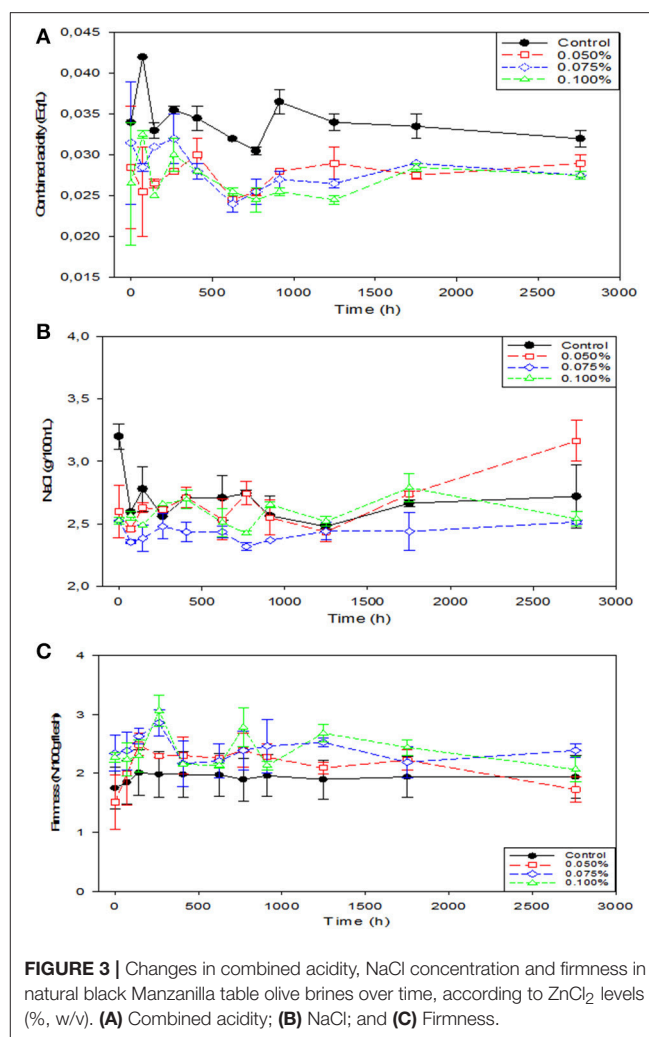 A
0,045
0,040
0,035
0,030
0,025
0,020
0,015
Combined acidity (Eq/L)
Control
0.050%
0.075%
0.100%
0 500 1000 1500 2000 2500 3000
Time (h)
B
4,0
3,5
3,0
2,5
2,0
NaCl (g/100mL)
Control
0.050%
0.075%
0.100%
0 500 1000 1500 2000 2500 3000
Time (h)
C
4
3
2
1
0
Firmness (N/100g flesh)
Control
0.050%
0.075%
0.100%
0 500 1000 1500 2000 2500 3000
Time (h)
FIGURE 3 | Changes in combined acidity, NaCl concentration and firmness in
natural black Manzanilla table olive brines over time, according to ZnCl₂ levels
(%, w/v). (A) Combined acidity; (B) NaCl; and (C) Firmness.